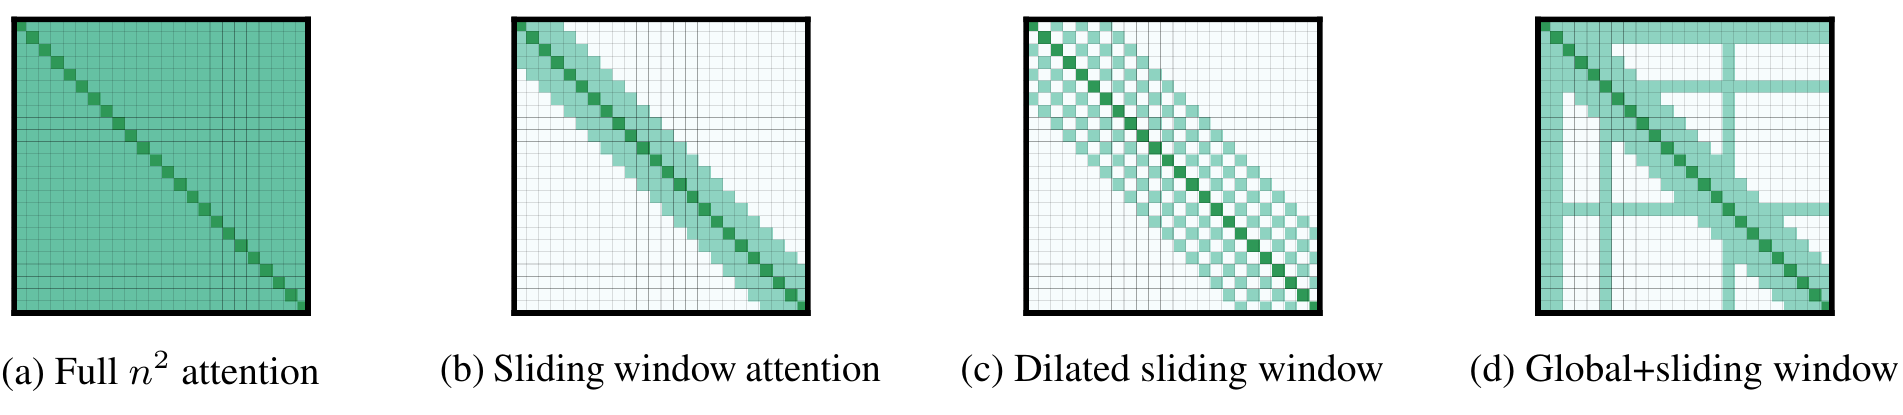 (a) Full n² attention
(b) Sliding window attention
(c) Dilated sliding window
(d) Global+sliding window